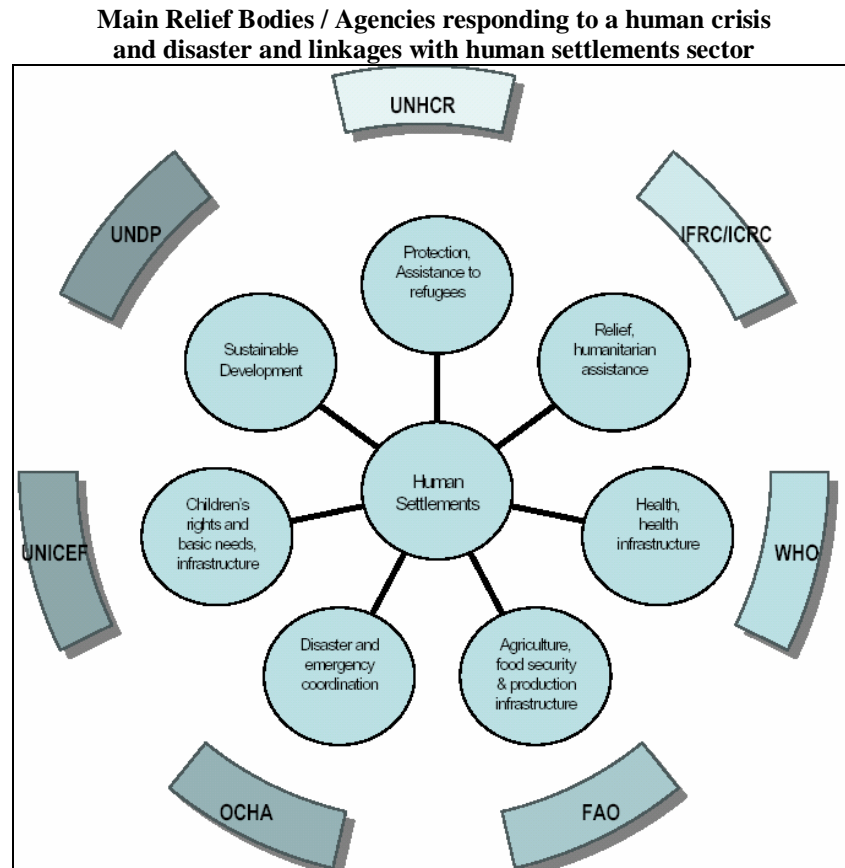 Main Relief Bodies / Agencies responding to a human crisis
and disaster and linkages with human settlements sector
UNHCR
UNDP
IFRC/ICRC
Protection,
Assistance to
refugees
Sustainable
Development
Relief,
humanitarian
assistance
Human
Settlements
Children's
rights and
basic needs,
infrastructure
Health,
health
infrastructure
UNICEF
WHO
Disaster and
emergency
coordination
Agriculture,
food security
& production
infrastructure
OCHA
FAO